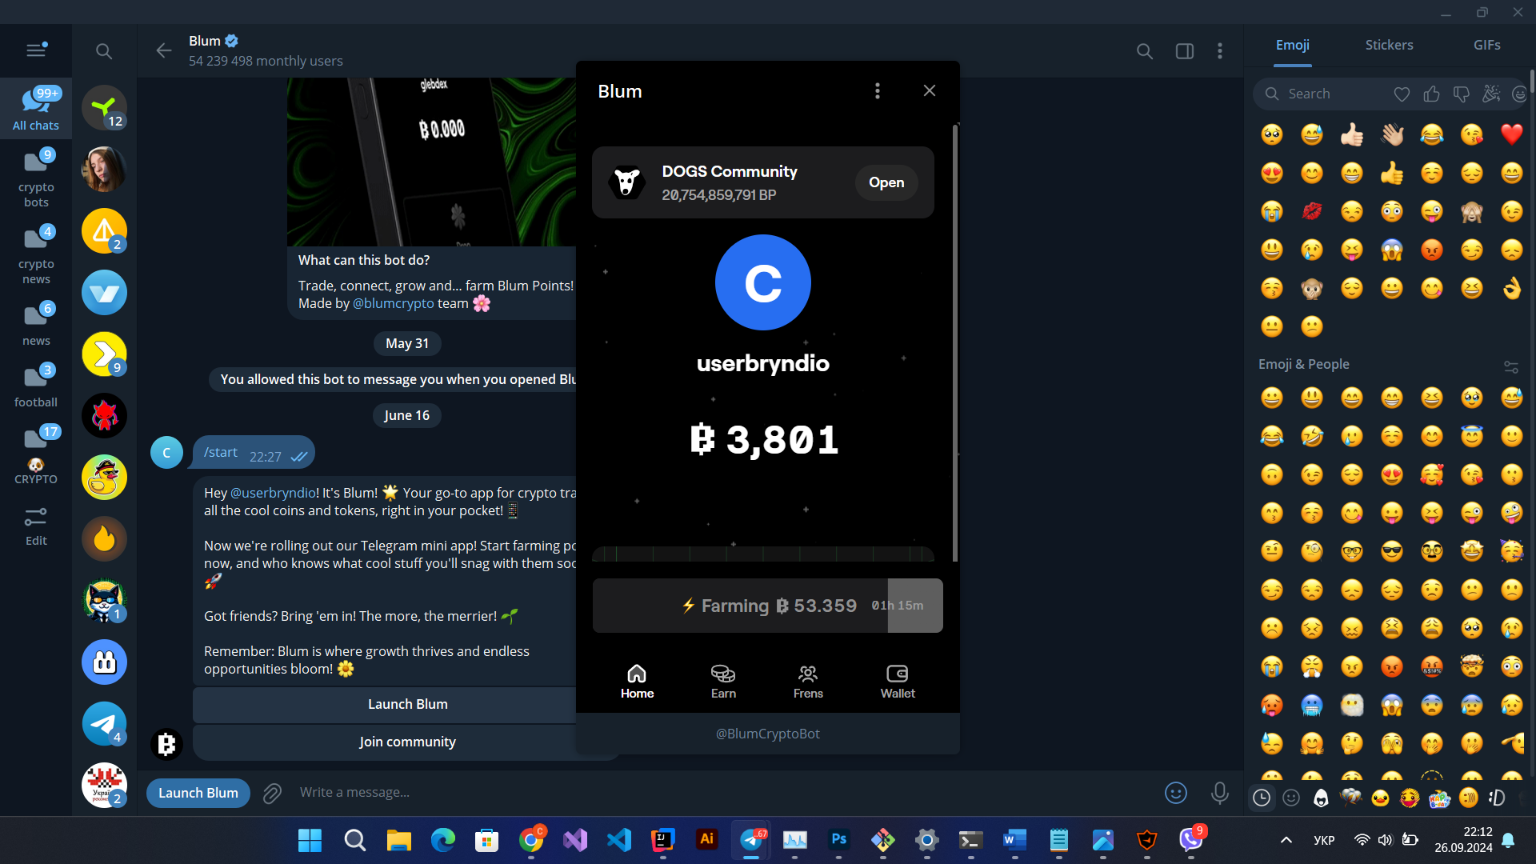 Blum
54 239 498 monthly users
99+
All chats
9
crypto
bots
4
crypto
news
6
news
3
football
17
CRYPTO
Edit
12
2
9
1
4
2
glebdex
0.000
What can this bot do?
Trade, connect, grow and... farm Blum Points!
Made by @blumcrypto team
May 31
You allowed this bot to message you when you opened Blu
June 16
C
/start 22:27
Hey @userbryndio! It's Blum! Your go-to app for crypto tra
all the cool coins and tokens, right in your pocket!
Now we're rolling out our Telegram mini app! Start farming po
now, and who knows what cool stuff you'll snag with them soo
Got friends? Bring 'em in! The more, the merrier!
Remember: Blum is where growth thrives and endless
opportunities bloom!
Launch Blum
Join community
Launch Blum
Write a message...
Blum
DOGS Community
20,754,859,791 BP
Open
C
userbryndio
3,801
Farming 53.359
01h 15m
Home
Earn
Frens
Wallet
@BlumCryptoBot
Emoji
Stickers
GIFs
Search
Emoji & People
:D
C
Ai
67
Ps
9
УКР
22:12
26.09.2024